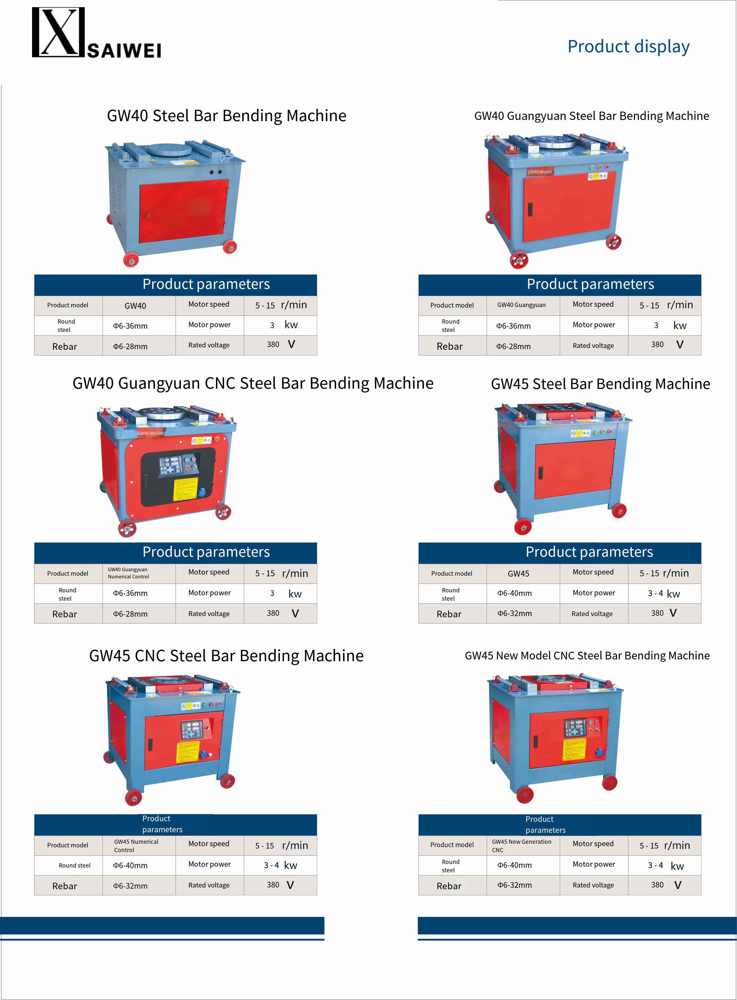 X SAIWEI
Product display
GW40 Steel Bar Bending Machine
GW40 Guangyuan Steel Bar Bending Machine
GW40 Model
Product parameters
Product model GW40 Motor speed 5 - 15 r/min
Round
steel
Φ6-36mm Motor power 3 kw
Rebar Φ6-28mm Rated voltage 380 V
Product parameters
Product model GW40 Guangyuan Motor speed 5 - 15 r/min
Round
steel
Φ6-36mm Motor power 3 kw
Rebar Φ6-28mm Rated voltage 380 V
GW40 Guangyuan CNC Steel Bar Bending Machine
GW45 Steel Bar Bending Machine
GW40 Model
Product parameters
Product model
GW40 Guangyuan
Numerical Control
Motor speed 5 - 15 r/min
Round
steel
Φ6-36mm Motor power 3 kw
Rebar Φ6-28mm Rated voltage 380 V
Product parameters
Product model GW45 Motor speed 5 - 15 r/min
Round
steel
Φ6-40mm Motor power 3 - 4 kw
Rebar Φ6-32mm Rated voltage 380 V
GW45 CNC Steel Bar Bending Machine
GW45 New Model CNC Steel Bar Bending Machine
Product
parameters
Product model
GW45 Numerical
Control
Motor speed 5 - 15 r/min
Round steel Φ6-40mm Motor power 3 - 4 kw
Rebar Φ6-32mm Rated voltage 380 V
Product
parameters
Product model
GW45 New Generation
CNC
Motor speed 5 - 15 r/min
Round
steel
Φ6-40mm Motor power 3 - 4 kw
Rebar Φ6-32mm Rated voltage 380 V